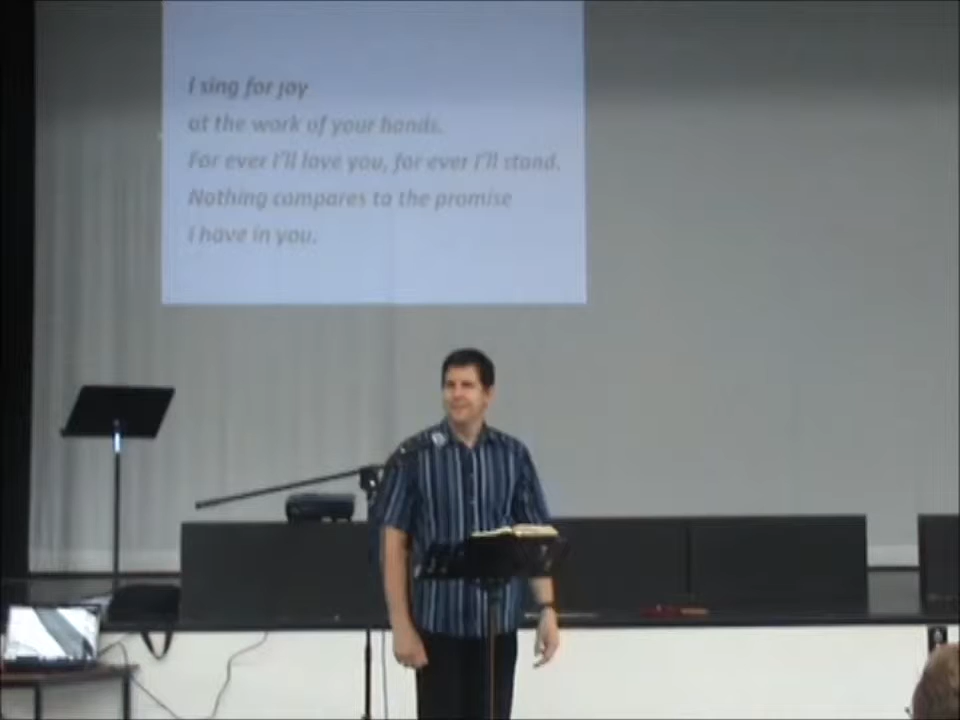 I sing for joy
at the work of your hands.
For ever I'll love you, for ever I'll stand.
Nothing compares to the promise
I have in you.